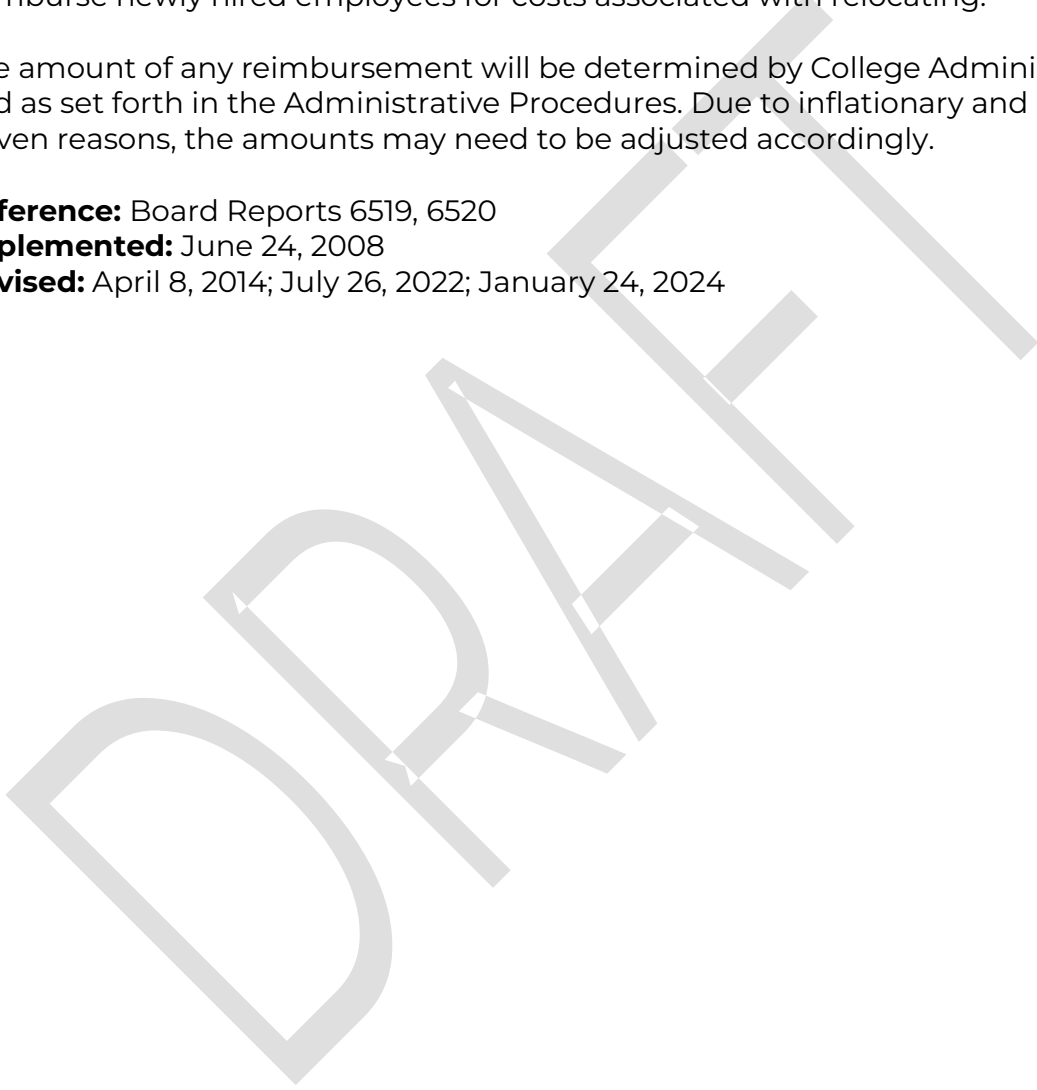 mburse newly hired employees for costs associated with relocating.
e amount of any reimbursement will be determined by College Admini
d as set forth in the Administrative Procedures. Due to inflationary and
ven reasons, the amounts may need to be adjusted accordingly.
ference: Board Reports 6519, 6520
plemented: June 24, 2008
vised: April 8, 2014; July 26, 2022; January 24, 2024
DRAFT